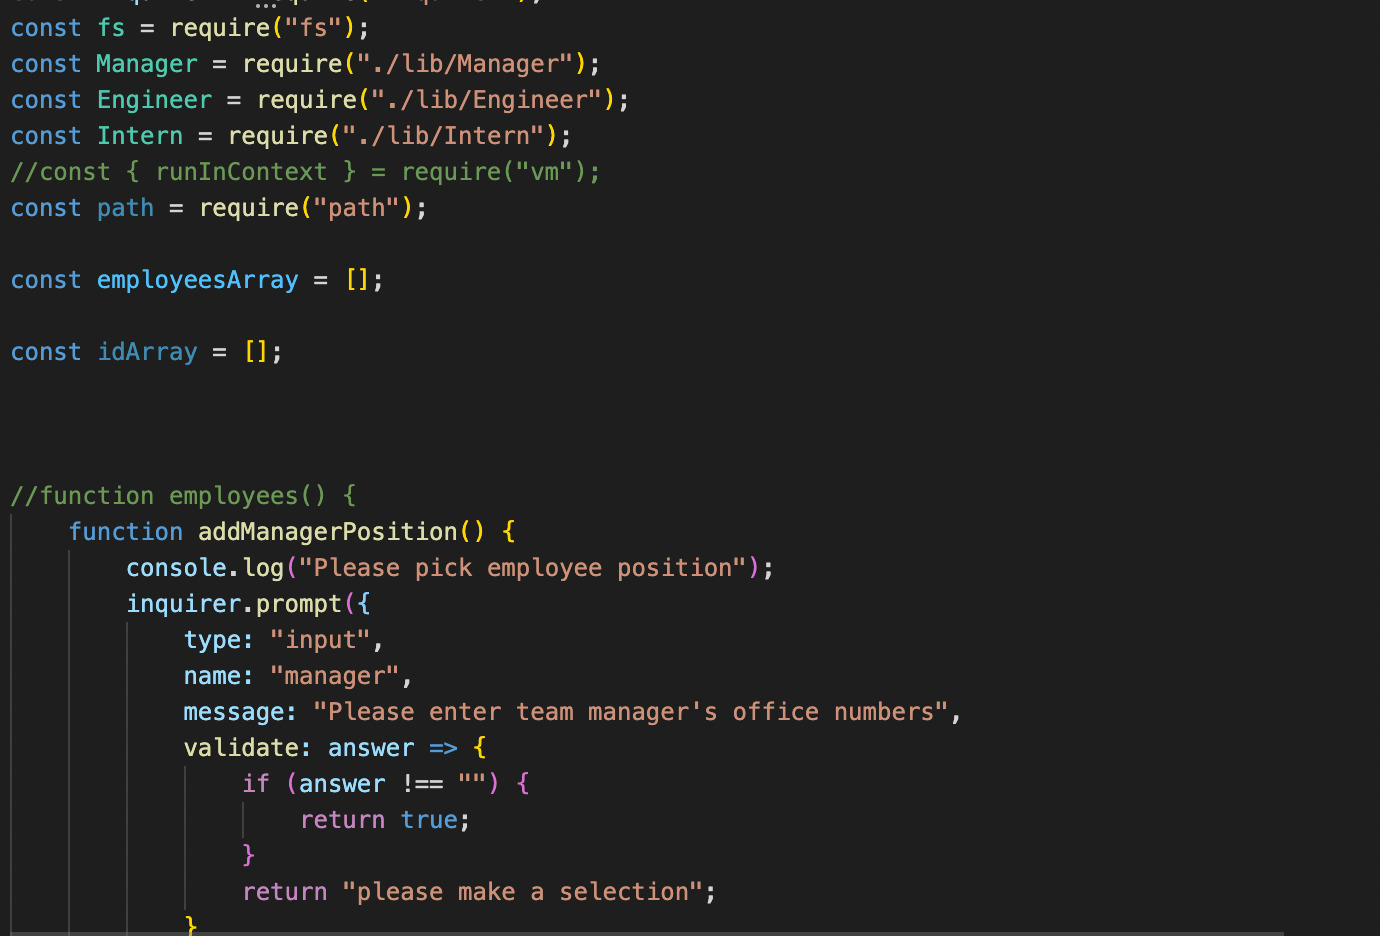 const fs = require("fs");
const Manager = require("./lib/Manager");
const Engineer = require("./lib/Engineer");
const Intern = require("./lib/Intern");
//const { runInContext } = require("vm");
const path = require("path");
const employeesArray = [];
const idArray = [];
//function employees() {
function addManagerPosition() {
console.log("Please pick employee position");
inquirer.prompt({
type: "input",
name: "manager",
message: "Please enter team manager's office numbers",
validate: answer => {
if (answer !== "") {
return true;
}
return "please make a selection";
}